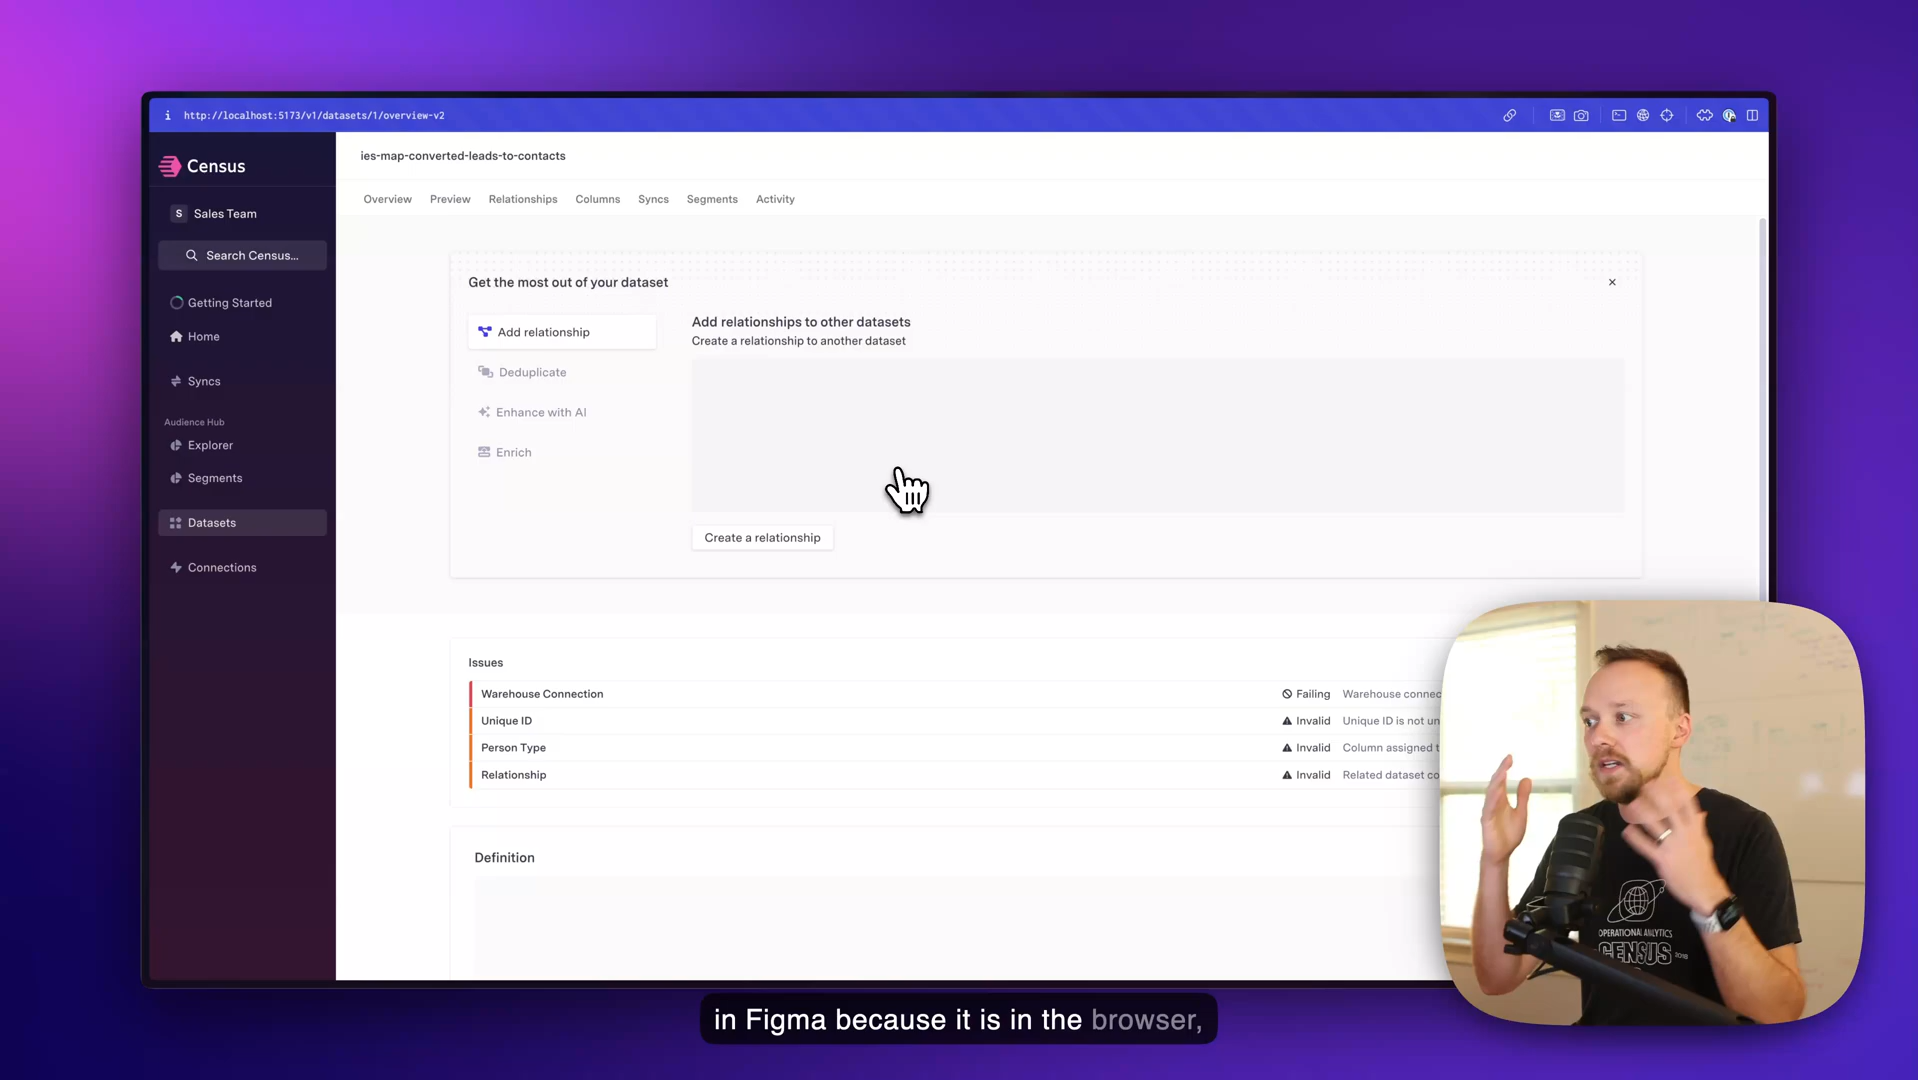 i http://localhost:5173/v1/datasets/1/overview-v2
Census
S Sales Team
Search Census...
Getting Started
Home
Syncs
Audience Hub
Explorer
Segments
Datasets
Connections
ies-map-converted-leads-to-contacts
Overview Preview Relationships Columns Syncs Segments Activity
Get the most out of your dataset
Add relationship
Deduplicate
Enhance with AI
Enrich
Add relationships to other datasets
Create a relationship to another dataset
Create a relationship
Issues
Warehouse Connection Failing Warehouse connec
Unique ID Invalid Unique ID is not un
Person Type Invalid Column assigned t
Relationship Invalid Related dataset co
Definition
OPERATIONAL ANALYTICS
CENSUS
2018
in Figma because it is in the browser,